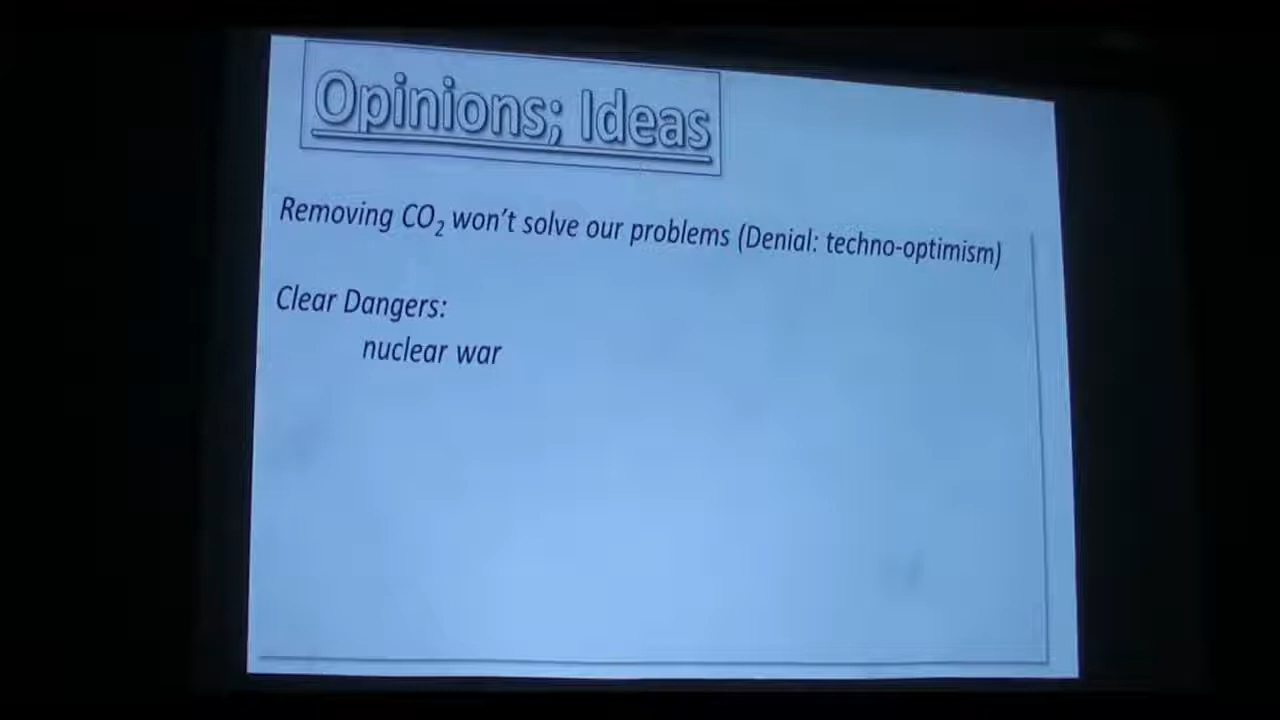 Opinions; Ideas
Removing CO₂ won't solve our problems (Denial: techno-optimism)
Clear Dangers:
nuclear war